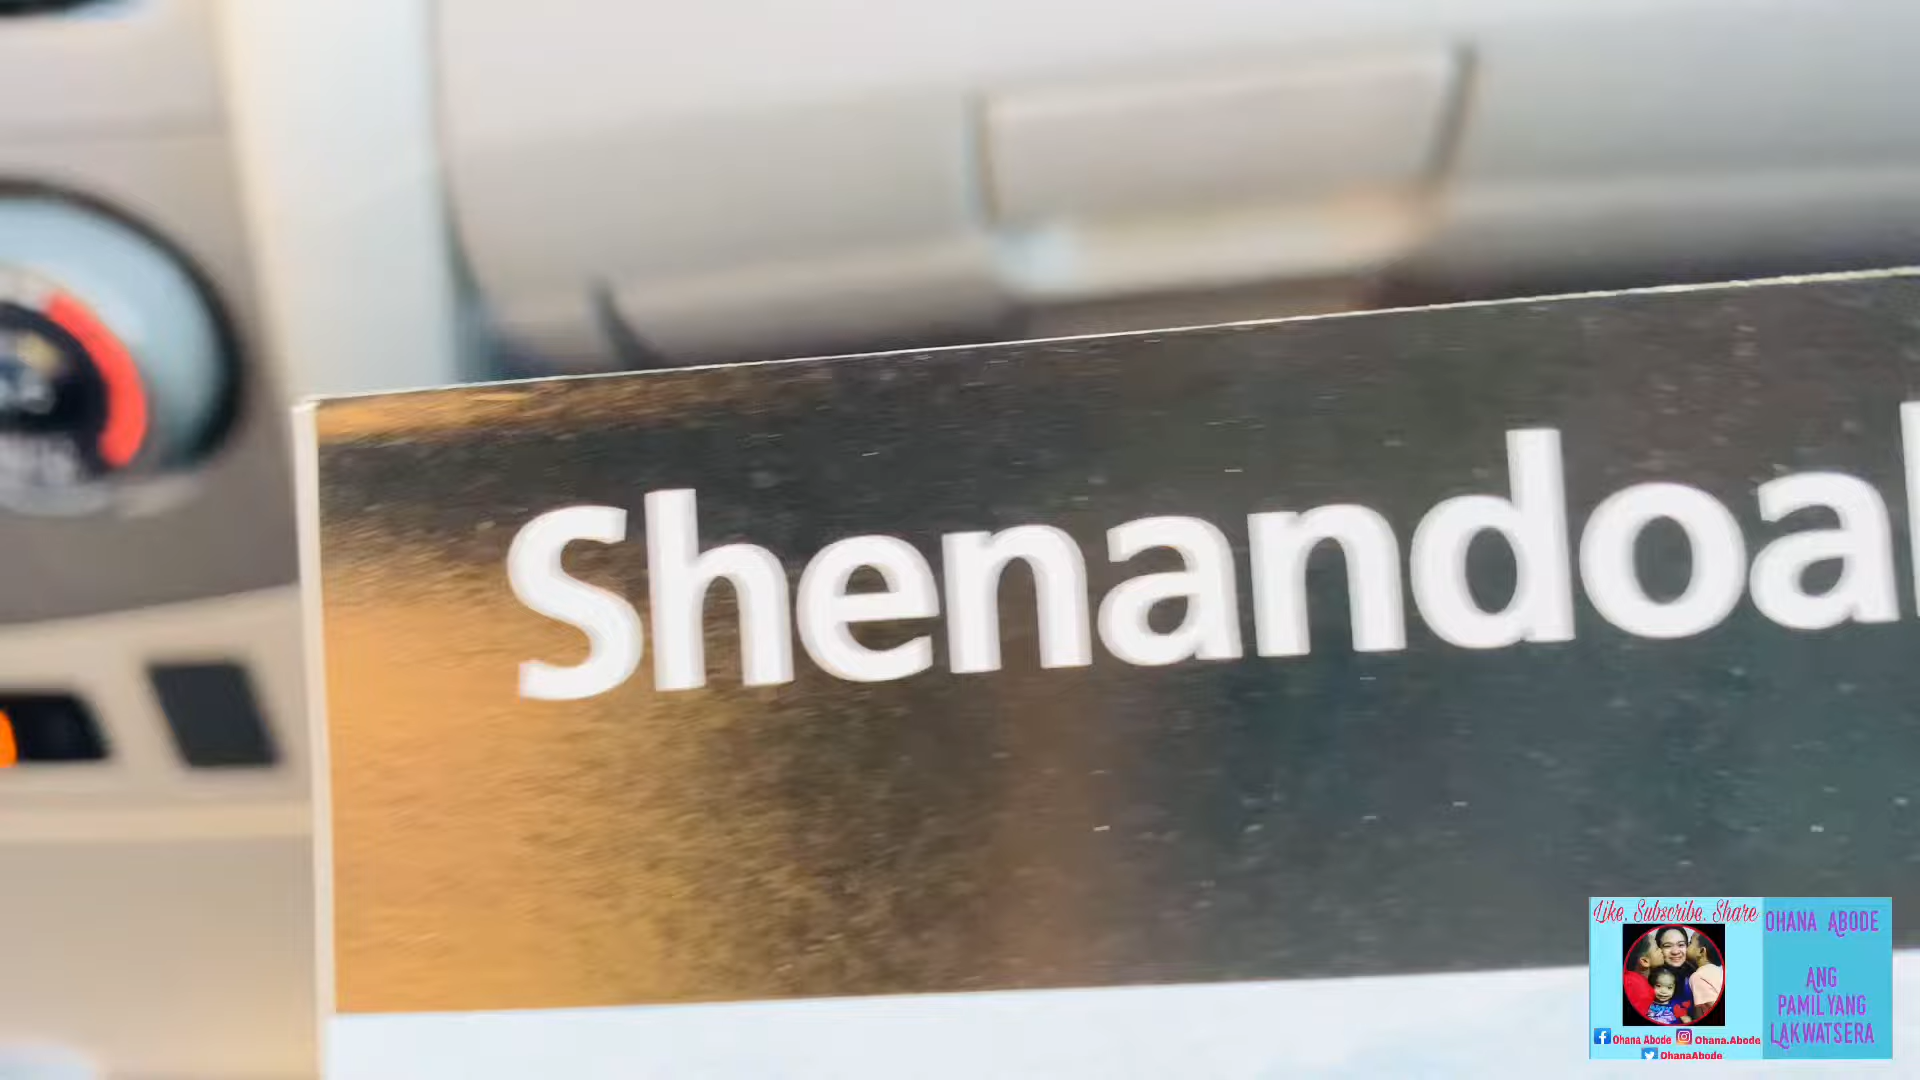 Shenandoa
Like. Subscribe. Share
OHANA ABODE
ANG
PAMILYANG
LAKWATSERA
Ohana Abode
Ohana.Abode
OhanaAbode